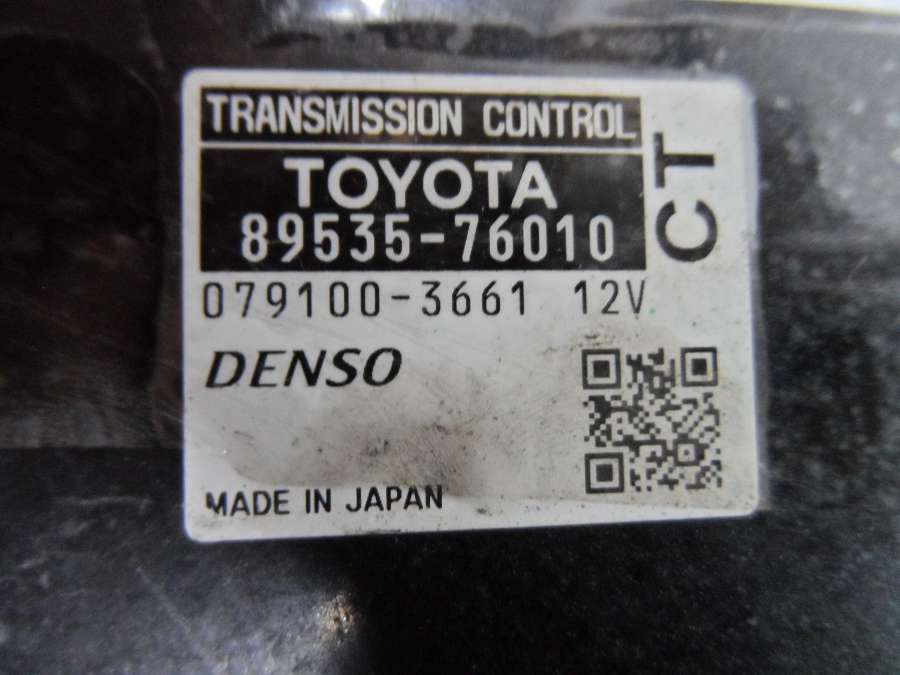 TRANSMISSION CONTROL
TOYOTA
89535-76010
CT
079100-3661 12V
DENSO
MADE IN JAPAN